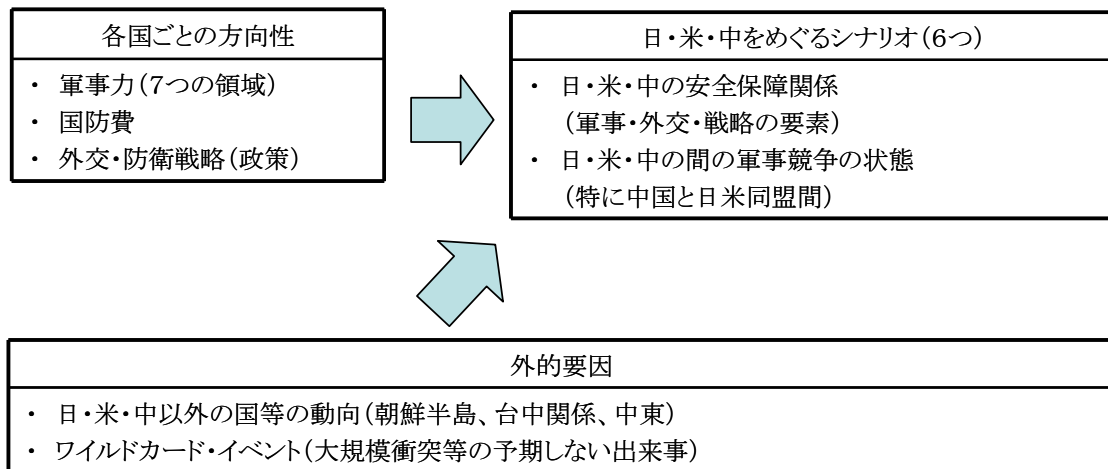 各国ごとの方向性
・ 軍事力(7つの領域)
・ 国防費
・ 外交・防衛戦略(政策)
日・米・中をめぐるシナリオ(6つ)
・ 日・米・中の安全保障関係
(軍事・外交・戦略の要素)
・ 日・米・中の間の軍事競争の状態
(特に中国と日米同盟間)
外的要因
・ 日・米・中以外の国等の動向(朝鮮半島、台中関係、中東)
・ ワイルドカード・イベント(大規模衝突等の予期しない出来事)